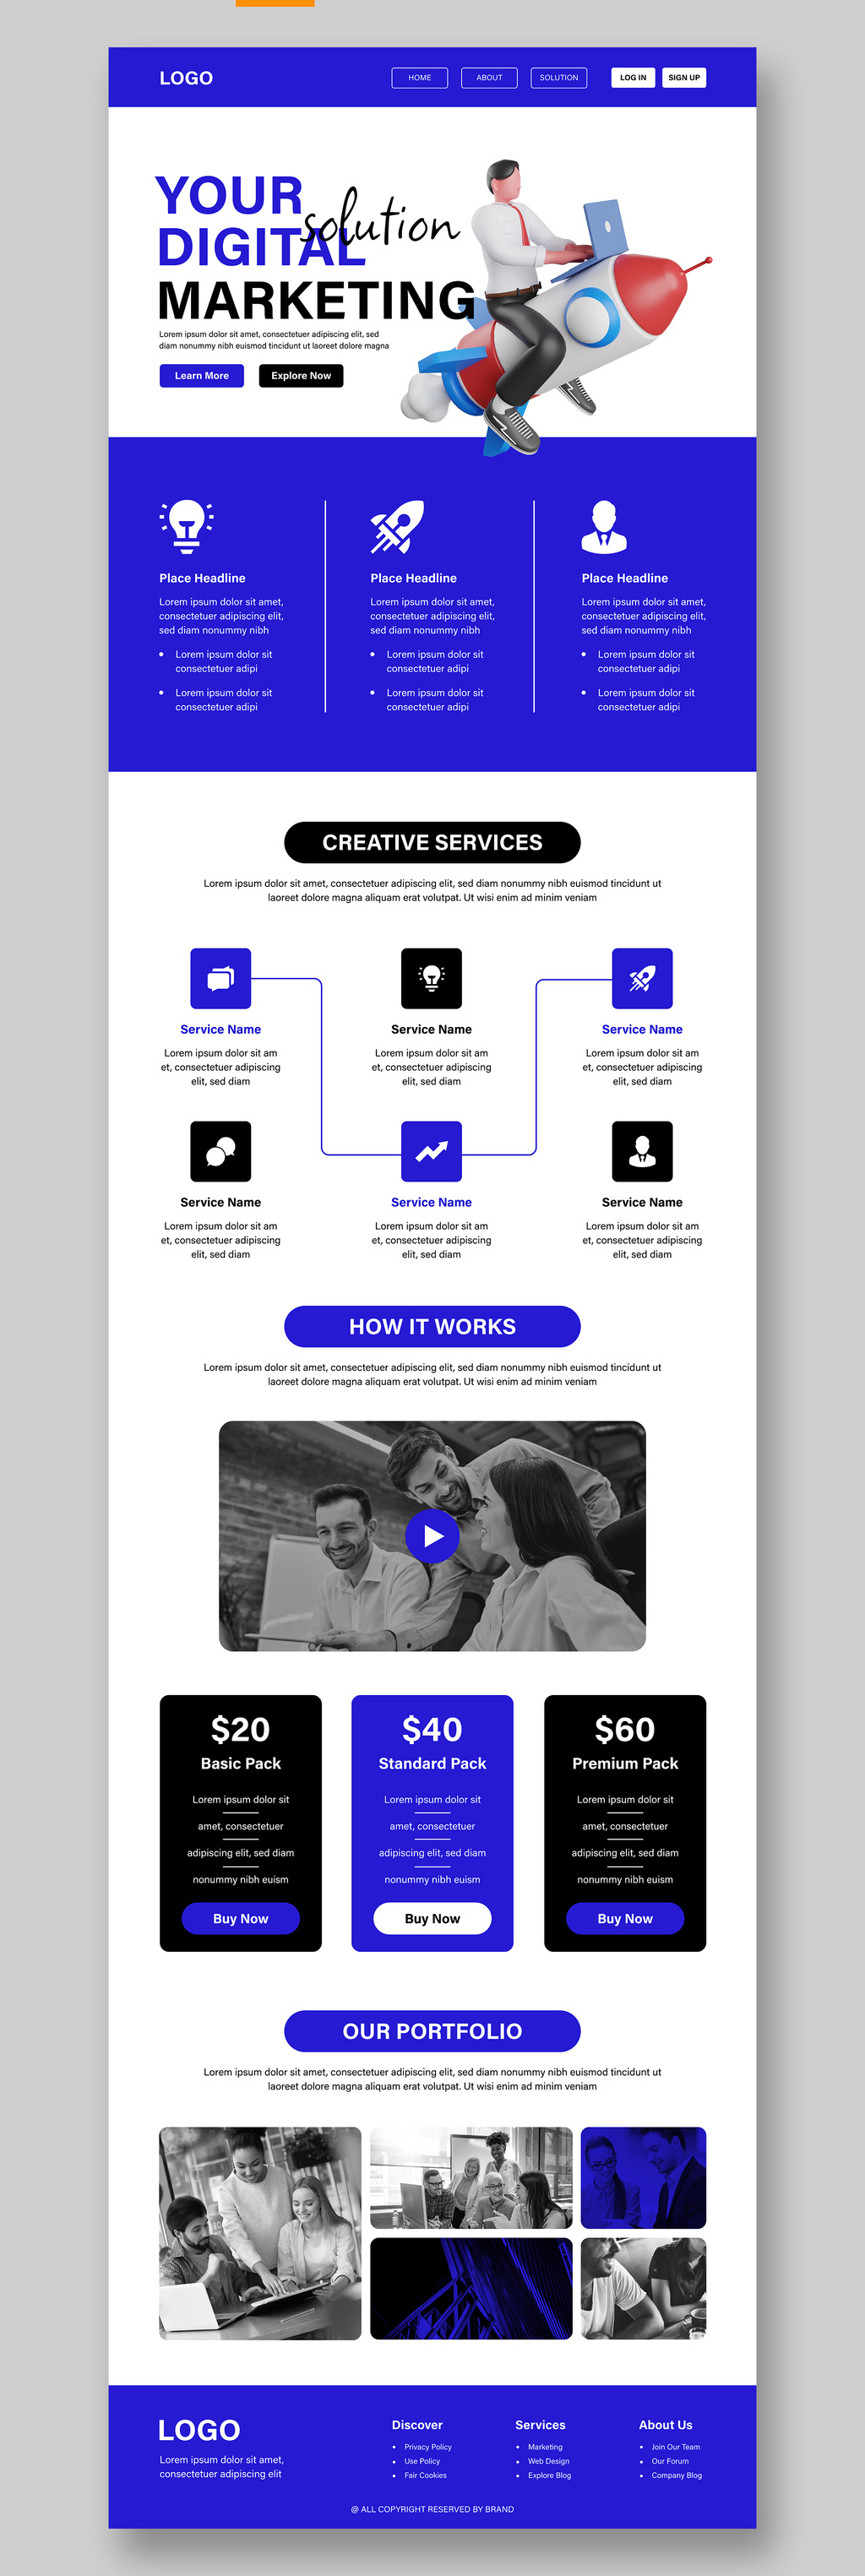 LOGO
HOME
ABOUT
SOLUTION
LOG IN
SIGN UP
YOUR
solution
DIGITAL
MARKETING
Lorem ipsum dolor sit amet, consectetuer adipiscing elit, sed
diam nonummy nibh euismod tincidunt ut laoreet dolore magna
Learn More
Explore Now
Place Headline
Lorem ipsum dolor sit amet,
consectetuer adipiscing elit,
sed diam nonummy nibh
• Lorem ipsum dolor sit
consectetuer adipi
• Lorem ipsum dolor sit
consectetuer adipi
Place Headline
Lorem ipsum dolor sit amet,
consectetuer adipiscing elit,
sed diam nonummy nibh
• Lorem ipsum dolor sit
consectetuer adipi
• Lorem ipsum dolor sit
consectetuer adipi
Place Headline
Lorem ipsum dolor sit amet,
consectetuer adipiscing elit,
sed diam nonummy nibh
• Lorem ipsum dolor sit
consectetuer adipi
• Lorem ipsum dolor sit
consectetuer adipi
CREATIVE SERVICES
Lorem ipsum dolor sit amet, consectetuer adipiscing elit, sed diam nonummy nibh euismod tincidunt ut
laoreet dolore magna aliquam erat volutpat. Ut wisi enim ad minim veniam
Service Name
Lorem ipsum dolor sit am
et, consectetuer adipiscing
elit, sed diam
Service Name
Lorem ipsum dolor sit am
et, consectetuer adipiscing
elit, sed diam
Service Name
Lorem ipsum dolor sit am
et, consectetuer adipiscing
elit, sed diam
Service Name
Lorem ipsum dolor sit am
et, consectetuer adipiscing
elit, sed diam
Service Name
Lorem ipsum dolor sit am
et, consectetuer adipiscing
elit, sed diam
Service Name
Lorem ipsum dolor sit am
et, consectetuer adipiscing
elit, sed diam
HOW IT WORKS
Lorem ipsum dolor sit amet, consectetuer adipiscing elit, sed diam nonummy nibh euismod tincidunt ut
laoreet dolore magna aliquam erat volutpat. Ut wisi enim ad minim veniam
$20
Basic Pack
Lorem ipsum dolor sit
amet, consectetuer
adipiscing elit, sed diam
nonummy nibh euism
Buy Now
$40
Standard Pack
Lorem ipsum dolor sit
amet, consectetuer
adipiscing elit, sed diam
nonummy nibh euism
Buy Now
$60
Premium Pack
Lorem ipsum dolor sit
amet, consectetuer
adipiscing elit, sed diam
nonummy nibh euism
Buy Now
OUR PORTFOLIO
Lorem ipsum dolor sit amet, consectetuer adipiscing elit, sed diam nonummy nibh euismod tincidunt ut
laoreet dolore magna aliquam erat volutpat. Ut wisi enim ad minim veniam
LOGO
Lorem ipsum dolor sit amet,
consectetuer adipiscing elit
Discover
• Privacy Policy
• Use Policy
• Fair Cookies
Services
• Marketing
• Web Design
• Explore Blog
About Us
• Join Our Team
• Our Forum
• Company Blog
@ ALL COPYRIGHT RESERVED BY BRAND